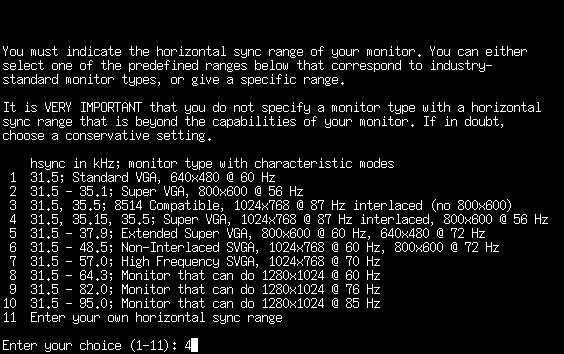 You must indicate the horizontal sync range of your monitor. You can either
select one of the predefined ranges below that correspond to industry-
standard monitor types, or give a specific range.
It is VERY IMPORTANT that you do not specify a monitor type with a horizontal
sync range that is beyond the capabilities of your monitor. If in doubt,
choose a conservative setting.
hsync in kHz; monitor type with characteristic modes
1 31.5; Standard VGA, 640x480 @ 60 Hz
2 31.5 - 35.1; Super VGA, 800x600 @ 56 Hz
3 31.5, 35.5; 8514 Compatible, 1024x768 @ 87 Hz interlaced (no 800x600)
4 31.5, 35.15, 35.5; Super VGA, 1024x768 @ 87 Hz interlaced, 800x600 @ 56 Hz
5 31.5 - 37.9; Extended Super VGA, 800x600 @ 60 Hz, 640x480 @ 72 Hz
6 31.5 - 48.5; Non-Interlaced SVGA, 1024x768 @ 60 Hz, 800x600 @ 72 Hz
7 31.5 - 57.0; High Frequency SVGA, 1024x768 @ 70 Hz
8 31.5 - 64.3; Monitor that can do 1280x1024 @ 60 Hz
9 31.5 - 82.0; Monitor that can do 1280x1024 @ 76 Hz
10 31.5 - 95.0; Monitor that can do 1280x1024 @ 85 Hz
11 Enter your own horizontal sync range
Enter your choice (1-11): 4